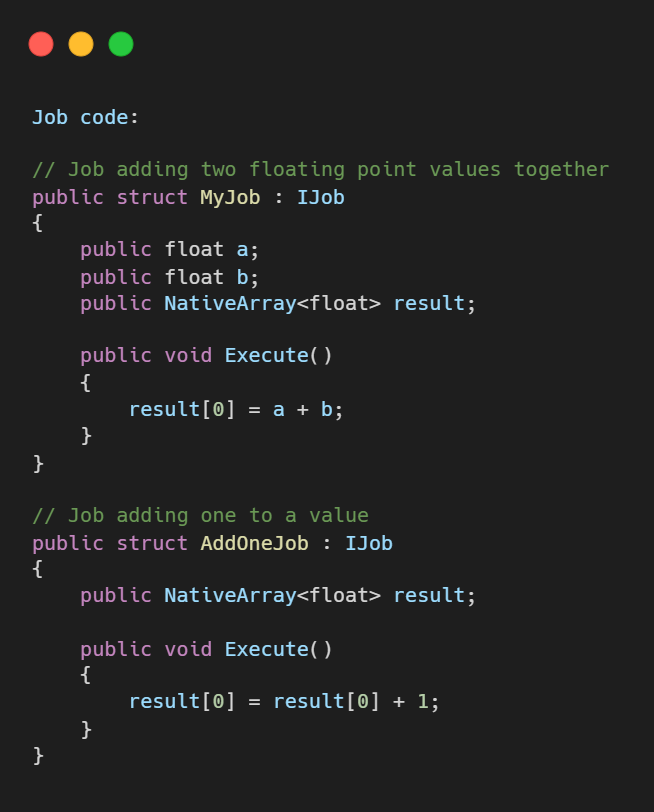 Job code:
// Job adding two floating point values together
public struct MyJob : IJob
{
    public float a;
    public float b;
    public NativeArray<float> result;
    public void Execute()
    {
        result[0] = a + b;
    }
}
// Job adding one to a value
public struct AddOneJob : IJob
{
    public NativeArray<float> result;
    public void Execute()
    {
        result[0] = result[0] + 1;
    }
}